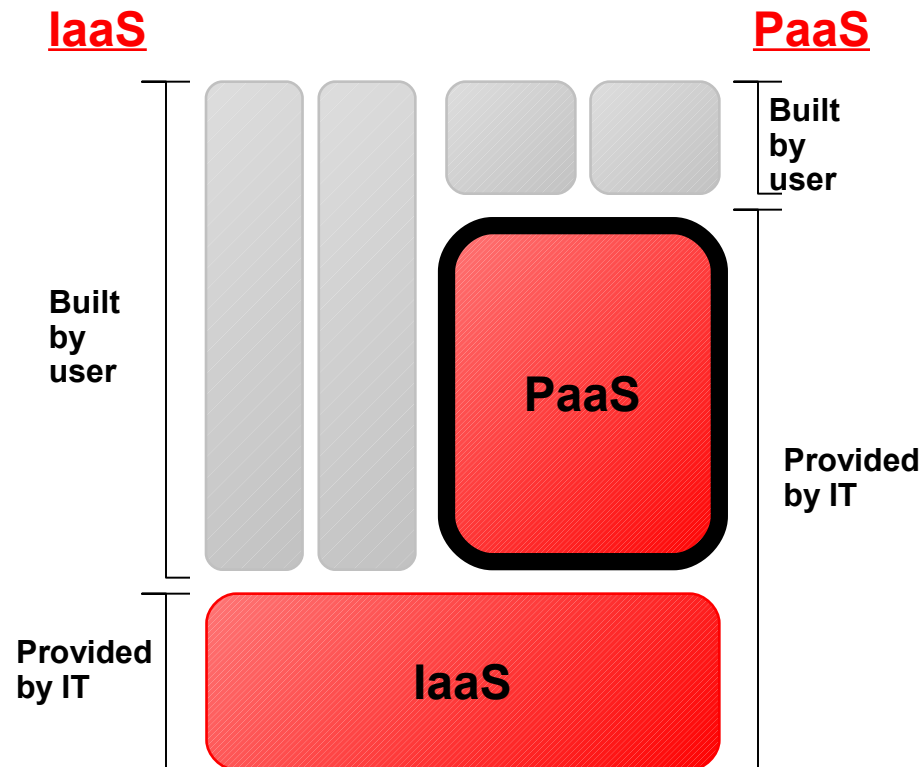 IaaS
PaaS
Built
by
user
Built
by
user
PaaS
Provided
by IT
Provided
by IT
IaaS